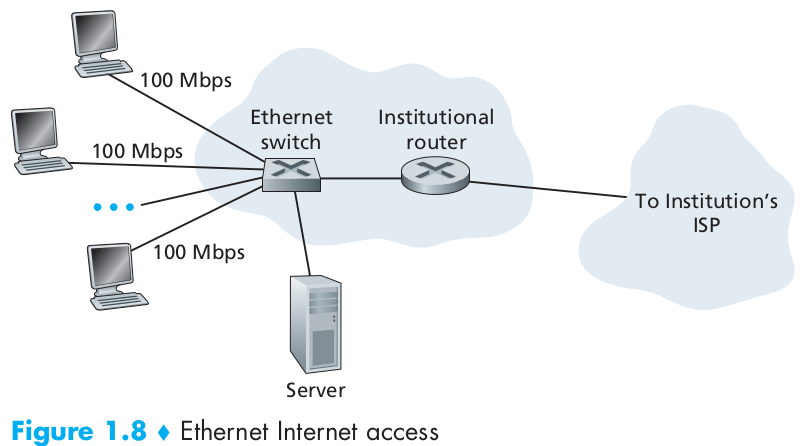 100 Mbps
Ethernet
switch
Institutional
router
100 Mbps
To Institution's
ISP
100 Mbps
Server
Figure 1.8 ♦ Ethernet Internet access